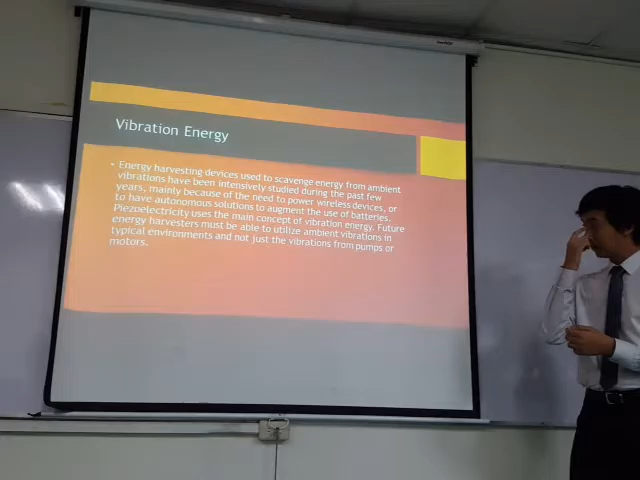 Vibration Energy
• Energy harvesting devices used to scavenge energy from ambient
vibrations have been intensively studied during the past few
years, mainly because of the need to power wireless devices, or
to have autonomous solutions to augment the use of batteries.
Piezoelectricity uses the main concept of vibration energy. Future
energy harvesters must be able to utilize ambient vibrations in
typical environments and not just the vibrations from pumps or
motors.